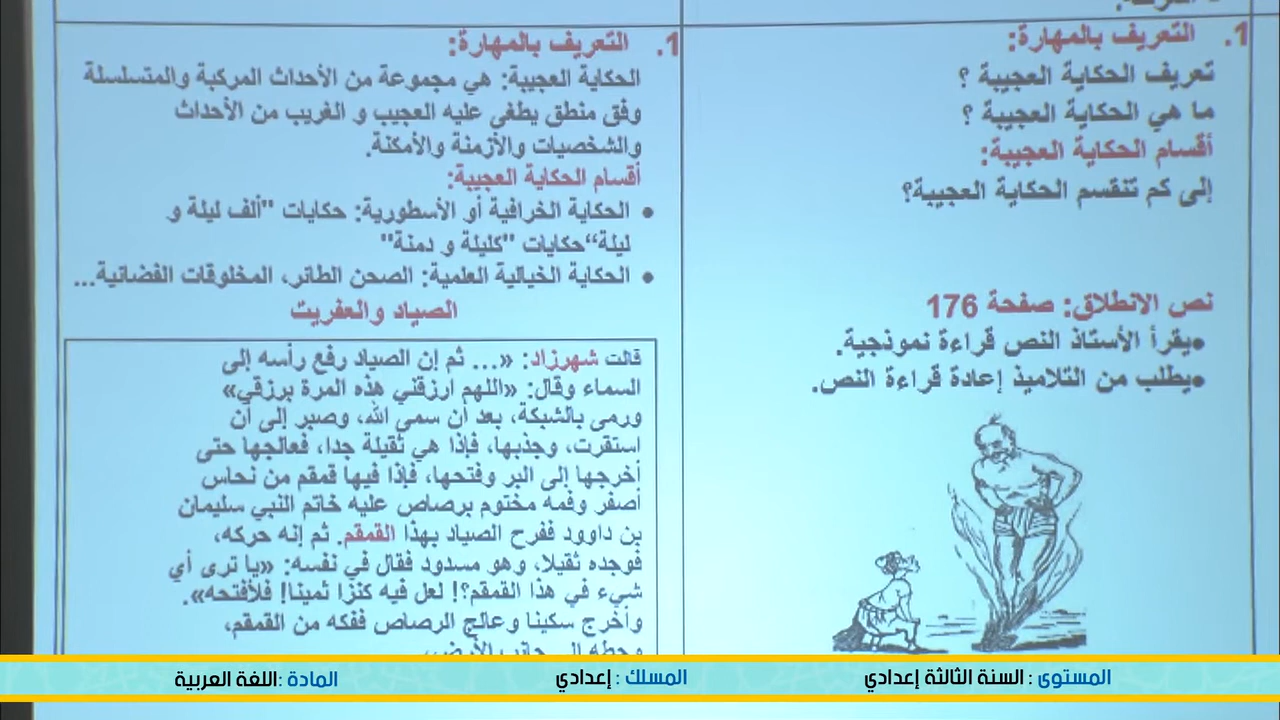 1. التعريف بالمهارة:
تعريف الحكاية العجيبة ؟
ما هي الحكاية العجيبة ؟
أقسام الحكاية العجيبة:
إلى كم تنقسم الحكاية العجيبة؟
نص الانطلاق: صفحة 176
•يقرأ الأستاذ النص قراءة نموذجية.
•يطلب من التلاميذ إعادة قراءة النص.
1. التعريف بالمهارة:
الحكاية العجيبة: هي مجموعة من الأحداث المركبة والمتسلسلة
وفق منطق يطغى عليه العجيب و الغريب من الأحداث
والشخصيات والأزمنة والأمكنة.
أقسام الحكاية العجيبة:
• الحكاية الخرافية أو الأسطورية: حكايات "ألف ليلة و
ليلة“حكايات "كليلة و دمنة"
• الحكاية الخيالية العلمية: الصحن الطائر، المخلوقات الفضائية...
الصياد والعفريت
قالت شهرزاد: «... ثم إن الصياد رفع رأسه إلى
السماء وقال: «اللهم ارزقني هذه المرة برزقي»
ورمى بالشبكة، بعد أن سمى الله، وصبر إلى أن
استقرت، وجذبها، فإذا هي ثقيلة جدا، فعالجها حتى
أخرجها إلى البر وفتحها، فإذا فيها قمقم من نحاس
أصفر وفمه مختوم برصاص عليه خاتم النبي سليمان
بن داوود ففرح الصياد بهذا القمقم. ثم إنه حركه،
فوجده ثقيلا، وهو مسدود فقال في نفسه: «يا ترى أي
شيء في هذا القمقم؟! لعل فيه كنزا ثمينا! فلأفتحه».
وأخرج سكينا وعالج الرصاص ففكه من القمقم،
وحطه إلى جانب الأرض،
المستوى : السنة الثالثة إعدادي
المسلك : إعدادي
المادة :اللغة العربية